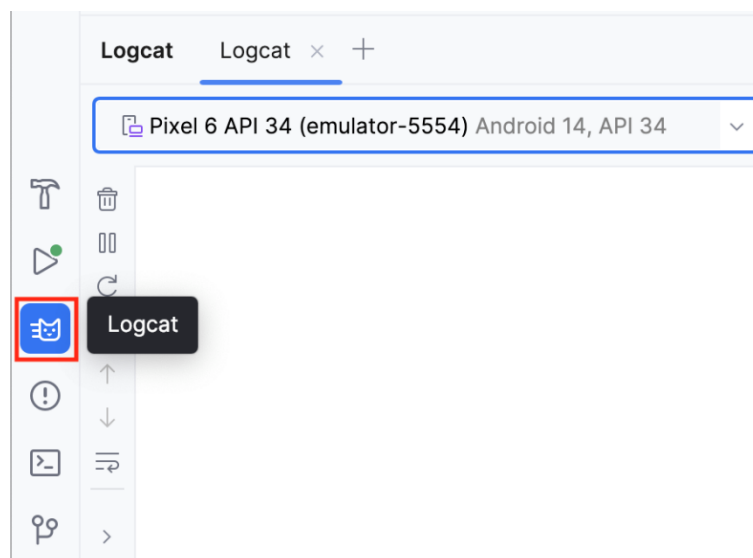 Logcat Logcat
Pixel 6 API 34 (emulator-5554) Android 14, API 34
Logcat